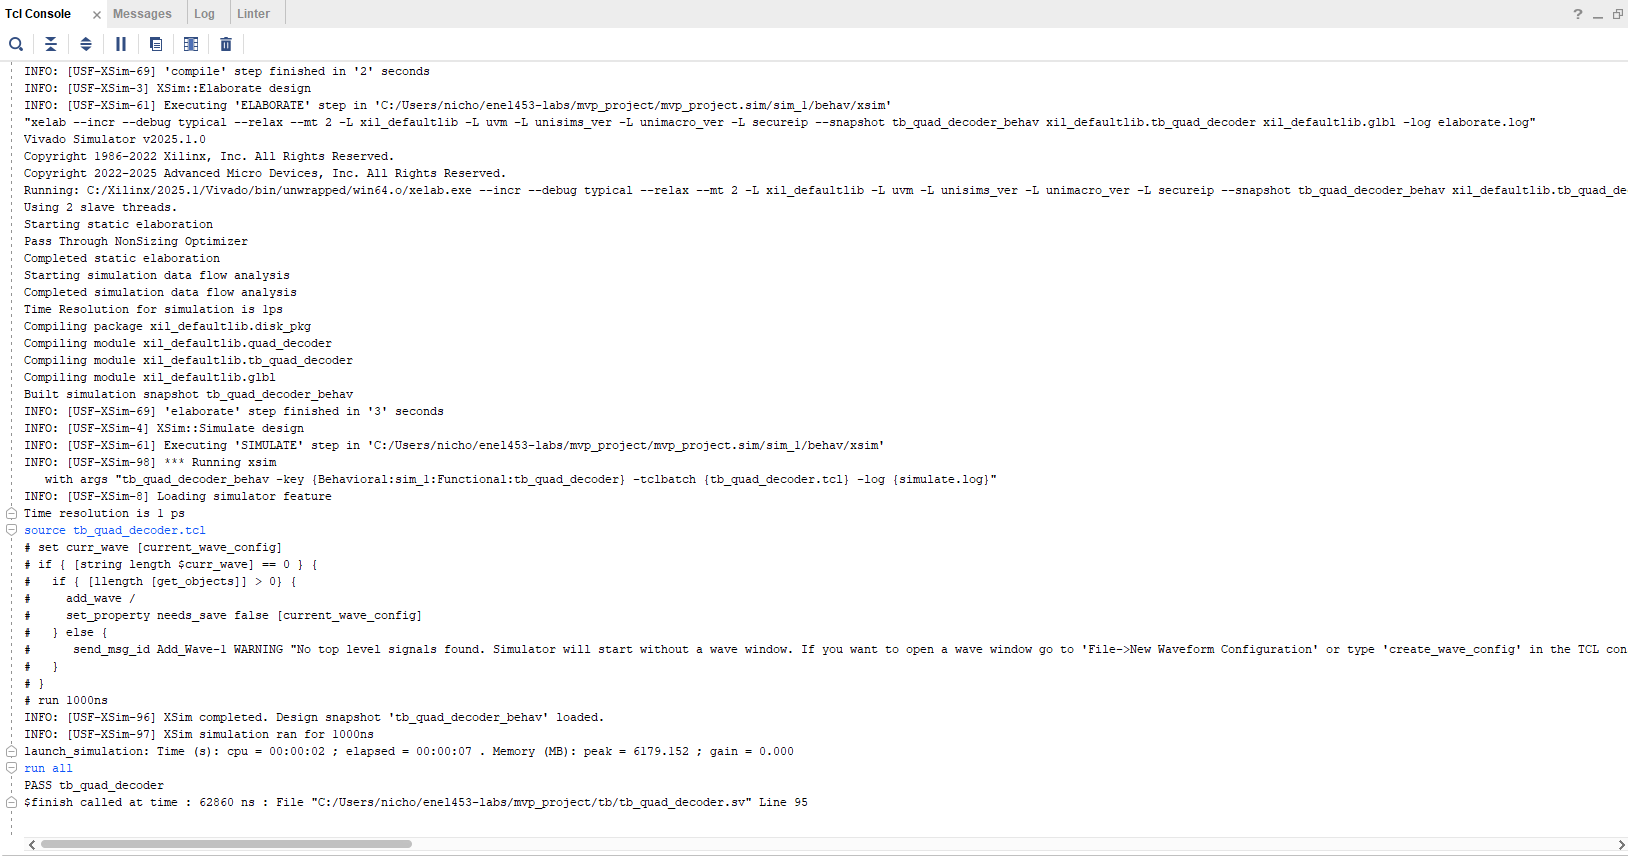 Tcl Console × Messages Log Linter ?
INFO: [USF-XSim-69] 'compile' step finished in '2' seconds
INFO: [USF-XSim-3] XSim::Elaborate design
INFO: [USF-XSim-61] Executing 'ELABORATE' step in 'C:/Users/nicho/enel453-labs/mvp_project/mvp_project.sim/sim_1/behav/xsim'
"xelab --incr --debug typical --relax --mt 2 -L xil_defaultlib -L uvm -L unisims_ver -L unimacro_ver -L secureip --snapshot tb_quad_decoder_behav xil_defaultlib.tb_quad_decoder xil_defaultlib.glbl -log elaborate.log"
Vivado Simulator v2025.1.0
Copyright 1986-2022 Xilinx, Inc. All Rights Reserved.
Copyright 2022-2025 Advanced Micro Devices, Inc. All Rights Reserved.
Running: C:/Xilinx/2025.1/Vivado/bin/unwrapped/win64.o/xelab.exe --incr --debug typical --relax --mt 2 -L xil_defaultlib -L uvm -L unisims_ver -L unimacro_ver -L secureip --snapshot tb_quad_decoder_behav xil_defaultlib.tb_quad_de
Using 2 slave threads.
Starting static elaboration
Pass Through NonSizing Optimizer
Completed static elaboration
Starting simulation data flow analysis
Completed simulation data flow analysis
Time Resolution for simulation is 1ps
Compiling package xil_defaultlib.disk_pkg
Compiling module xil_defaultlib.quad_decoder
Compiling module xil_defaultlib.tb_quad_decoder
Compiling module xil_defaultlib.glbl
Built simulation snapshot tb_quad_decoder_behav
INFO: [USF-XSim-69] 'elaborate' step finished in '3' seconds
INFO: [USF-XSim-4] XSim::Simulate design
INFO: [USF-XSim-61] Executing 'SIMULATE' step in 'C:/Users/nicho/enel453-labs/mvp_project/mvp_project.sim/sim_1/behav/xsim'
INFO: [USF-XSim-98] *** Running xsim
   with args "tb_quad_decoder_behav -key {Behavioral:sim_1:Functional:tb_quad_decoder} -tclbatch {tb_quad_decoder.tcl} -log {simulate.log}"
INFO: [USF-XSim-8] Loading simulator feature
Time resolution is 1 ps
source tb_quad_decoder.tcl
# set curr_wave [current_wave_config]
# if { [string length $curr_wave] == 0 } {
#   if { [llength [get_objects]] > 0} {
#     add_wave /
#     set_property needs_save false [current_wave_config]
#   } else {
#      send_msg_id Add_Wave-1 WARNING "No top level signals found. Simulator will start without a wave window. If you want to open a wave window go to 'File->New Waveform Configuration' or type 'create_wave_config' in the TCL con
#   }
# }
# run 1000ns
INFO: [USF-XSim-96] XSim completed. Design snapshot 'tb_quad_decoder_behav' loaded.
INFO: [USF-XSim-97] XSim simulation ran for 1000ns
launch_simulation: Time (s): cpu = 00:00:02 ; elapsed = 00:00:07 . Memory (MB): peak = 6179.152 ; gain = 0.000
run all
PASS tb_quad_decoder
$finish called at time : 62860 ns : File "C:/Users/nicho/enel453-labs/mvp_project/tb/tb_quad_decoder.sv" Line 95